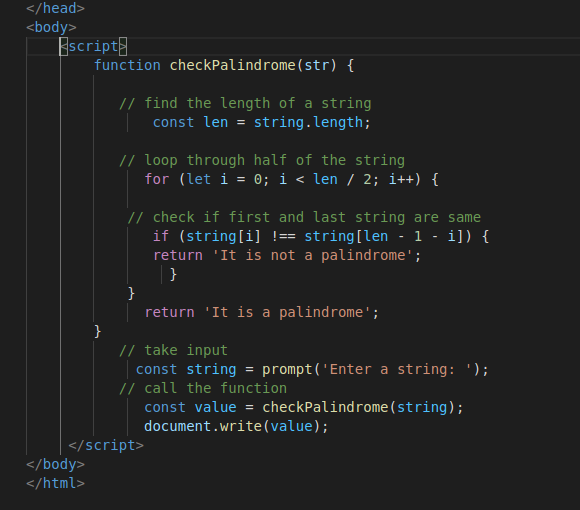 </head>
<body>
<script>
function checkPalindrome(str) {
// find the length of a string
const len = string.length;
// loop through half of the string
for (let i = 0; i < len / 2; i++) {
// check if first and last string are same
if (string[i] !== string[len - 1 - i]) {
return 'It is not a palindrome';
}
}
return 'It is a palindrome';
}
// take input
const string = prompt('Enter a string: ');
// call the function
const value = checkPalindrome(string);
document.write(value);
</script>
</body>
</html>